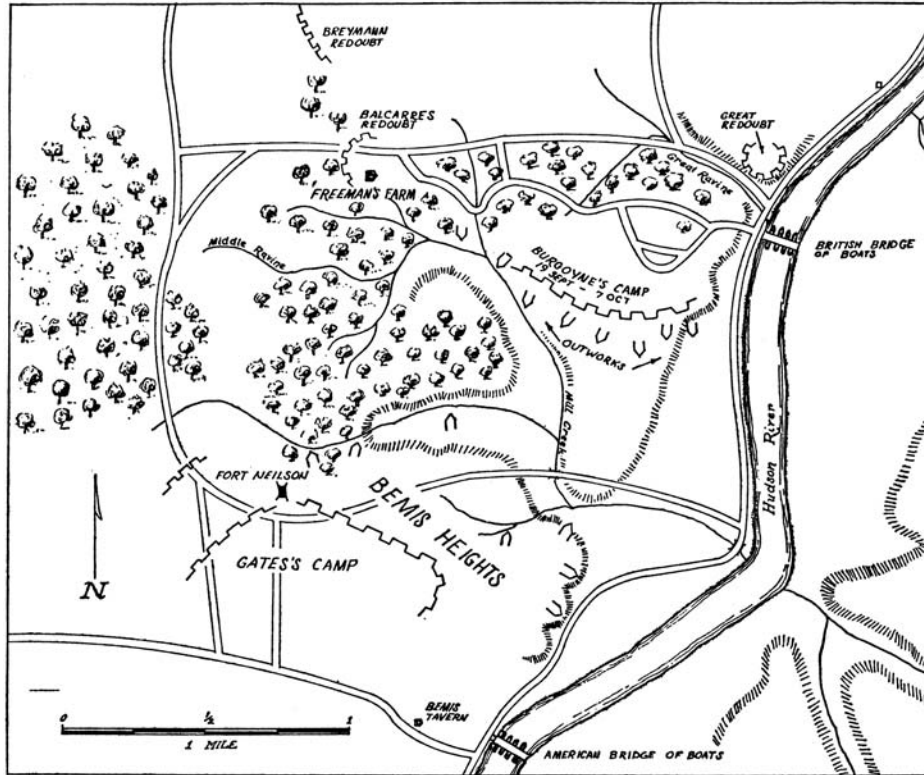 BREYMANN
REDOUBT
BALCARRES
REDOUBT
GREAT
REDOUBT
Great Ravine
FREEMAN'S FARM
Middle Ravine
BRITISH BRIDGE
OF BOATS
BURGOYNE'S CAMP
19 SEPT - 7 OCT
OUTWORKS
Mill Creek
Hudson River
FORT NEILSON
BEMIS HEIGHTS
GATES'S CAMP
N
BEMIS
TAVERN
0 ½ 1
1 MILE
AMERICAN BRIDGE OF BOATS